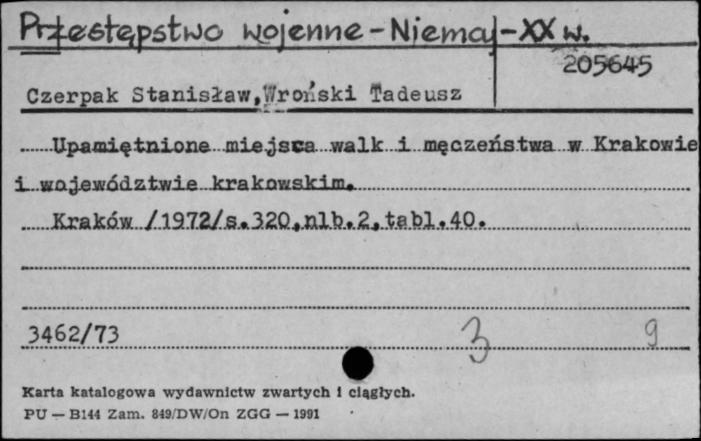 Przestępstwo wojenne - Niemcy - XX w.
205645
Czerpak Stanisław, Wroński Tadeusz
Upamiętnione miejsca walk i męczeństwa w Krakowie
i województwie krakowskim.
Kraków /1972/s.320,nlb.2,tabl.40.
3462/73 3 9
Karta katalogowa wydawnictw zwartych i ciągłych.
PU — B144 Zam. 849/DW/On ZGG — 1991